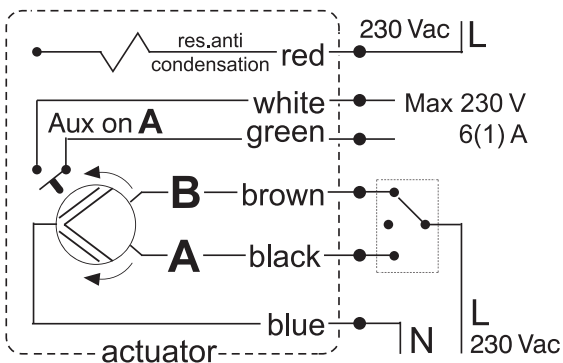 230 Vac L
res.anti
condensation red
white Max 230 V
Aux on A
green 6(1) A
B brown
A black
blue
N
L
230 Vac
actuator